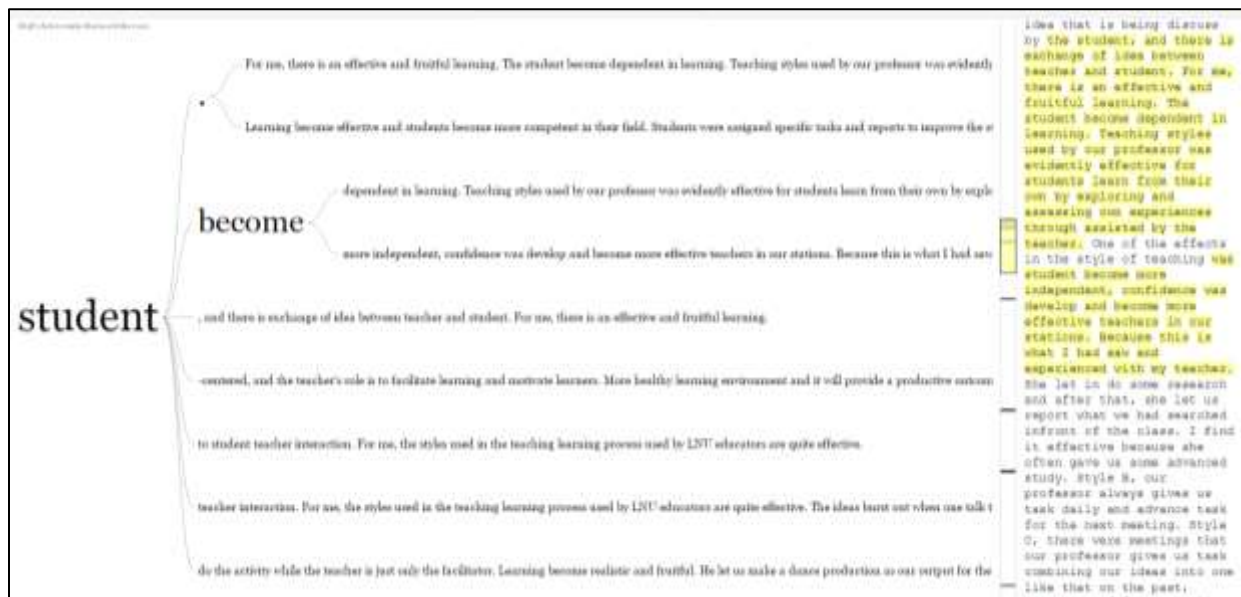 For me, there is an effective and fruitful learning. The student become dependent in learning. Teaching styles used by our professor was evidently
.
Learning become effective and students become more competent in their field. Students were assigned specific tasks and reports to improve the
dependent in learning. Teaching styles used by our professor was evidently effective for students learn from their own by
become
more independent, confidence was develop and become more effective teachers in our stations. Because this is what I had
student
, and there is exchange of idea between teacher and student. For me, there is an effective and fruitful learning.
-centered, and the teacher's role is to facilitate learning and motivate learners. More healthy learning environment and it will provide a productive
to student teacher interaction. For me, the styles used in the teaching learning process used by LNU educators are quite effective.
teacher interaction. For me, the styles used in the teaching learning process used by LNU educators are quite effective. The ideas burst out when one talk
do the activity while the teacher is just only the facilitator. Learning become realistic and fruitful. He let us make a dance production as our output for the
idea that is being discuss
by the student, and there is
exchange of idea between
teacher and student. For me,
there is an effective and
fruitful learning. The
student become dependent in
learning. Teaching styles
used by our professor was
evidently effective for
students learn from their
own by exploring and
assessing own experiences
through assisted by the
teacher. One of the effects
in the style of teaching was
student become more
independent, confidence was
develop and become more
effective teachers in our
stations. Because this is
what I had saw and
experienced with my teacher.
She let in do some research
and after that, she let us
report what we had searched
infront of the class. I find
it effective because she
often gave us some advanced
study. Style B, our
professor always gives us
task daily and advance task
for the next meeting. Style
C, there were meetings that
our professor gives us task
combining our ideas into one
like that on the past,